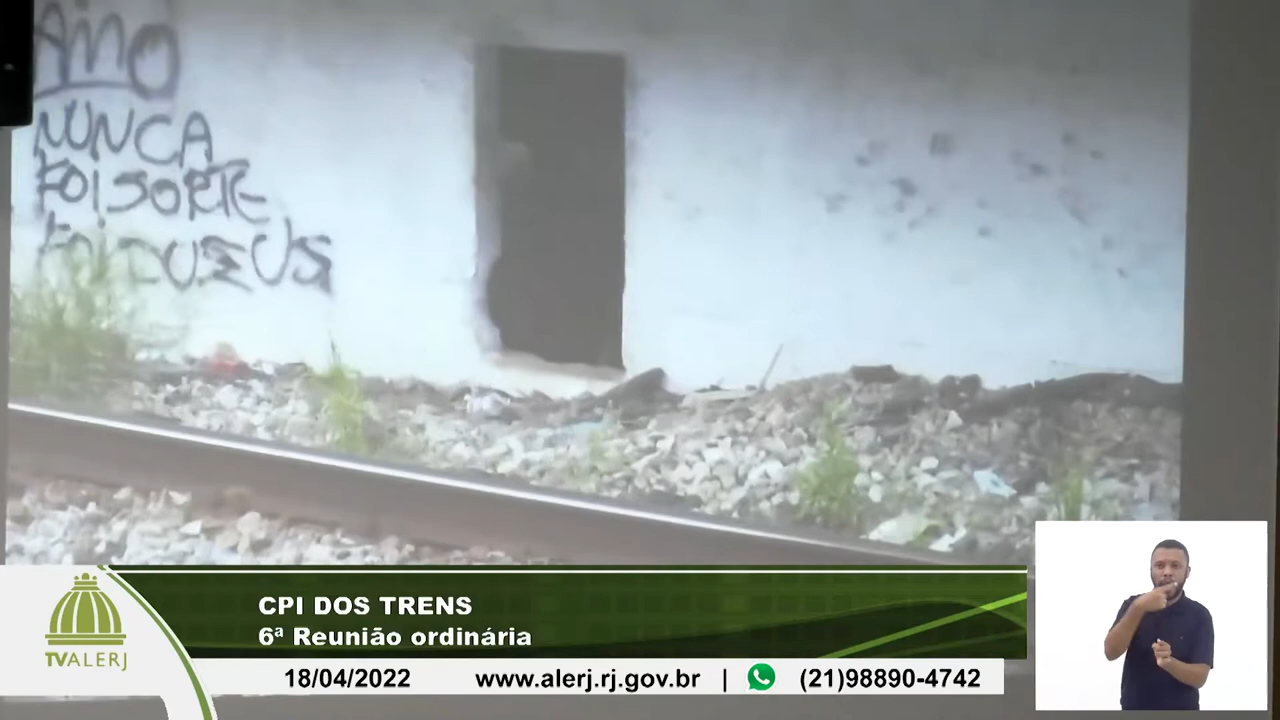 NUNCA
FOI SORTE
FOI DUEUS
CPI DOS TRENS
6ª Reunião ordinária
TVALERJ
18/04/2022 www.alerj.rj.gov.br | (21)98890-4742